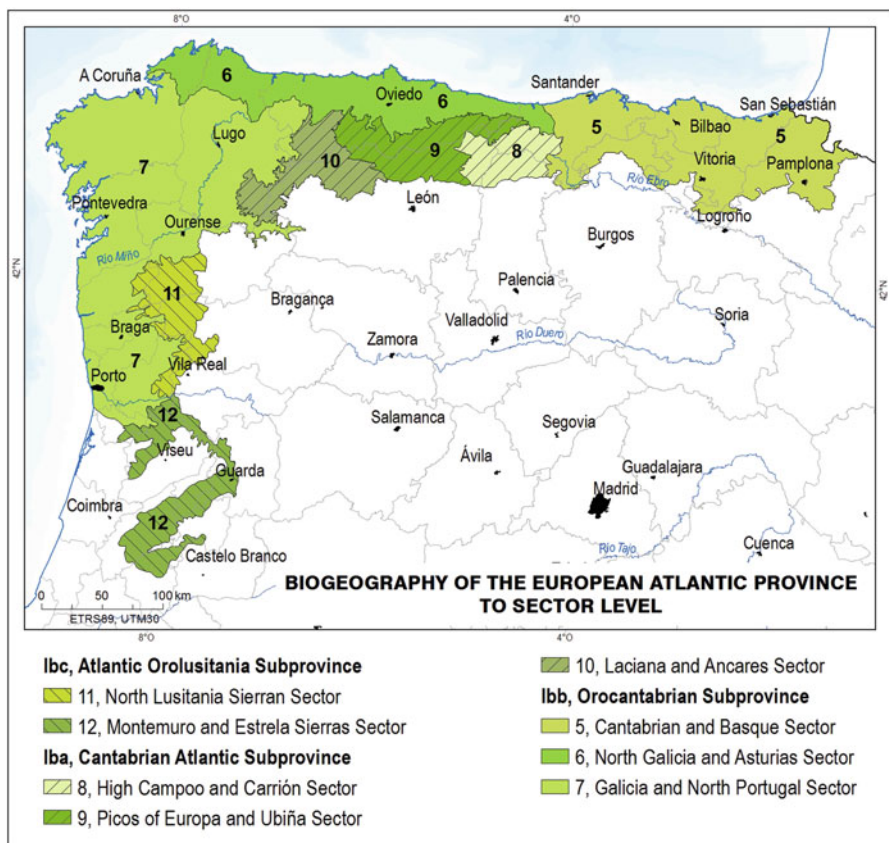 8°O
4°O
A Coruña
6
Oviedo
6
Santander
San Sebastián
Lugo
5
Bilbao
5
7
10
9
8
Vitoria
Pamplona
Pontevedra
León
Río Ebro
Logroño
Ourense
Burgos
42°N
Río Miño
42°N
11
Bragança
Palencia
Soria
Braga
Valladolid
Río Duero
7
Zamora
Porto
Vila Real
12
Salamanca
Segovia
Viseu
Ávila
Guadalajara
Guarda
Madrid
Coimbra
12
Río Tajo
Cuenca
Castelo Branco
BIOGEOGRAPHY OF THE EUROPEAN ATLANTIC PROVINCE
TO SECTOR LEVEL
0 50 100 km
ETRS89, UTM30
8°O
4°O
Ibc, Atlantic Orolusitania Subprovince
11, North Lusitania Sierran Sector
12, Montemuro and Estrela Sierras Sector
Iba, Cantabrian Atlantic Subprovince
8, High Campoo and Carrión Sector
9, Picos of Europa and Ubiña Sector
10, Laciana and Ancares Sector
Ibb, Orocantabrian Subprovince
5, Cantabrian and Basque Sector
6, North Galicia and Asturias Sector
7, Galicia and North Portugal Sector